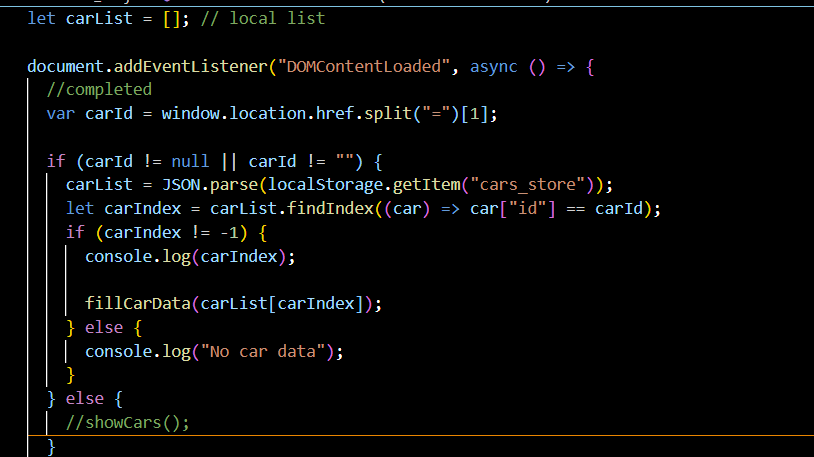 let carList = []; // local list
document.addEventListener("DOMContentLoaded", async () => {
//completed
var carId = window.location.href.split("=")[1];
if (carId != null || carId != "") {
carList = JSON.parse(localStorage.getItem("cars_store"));
let carIndex = carList.findIndex((car) => car["id"] == carId);
if (carIndex != -1) {
console.log(carIndex);
fillCarData(carList[carIndex]);
} else {
console.log("No car data");
}
} else {
//showCars();
}